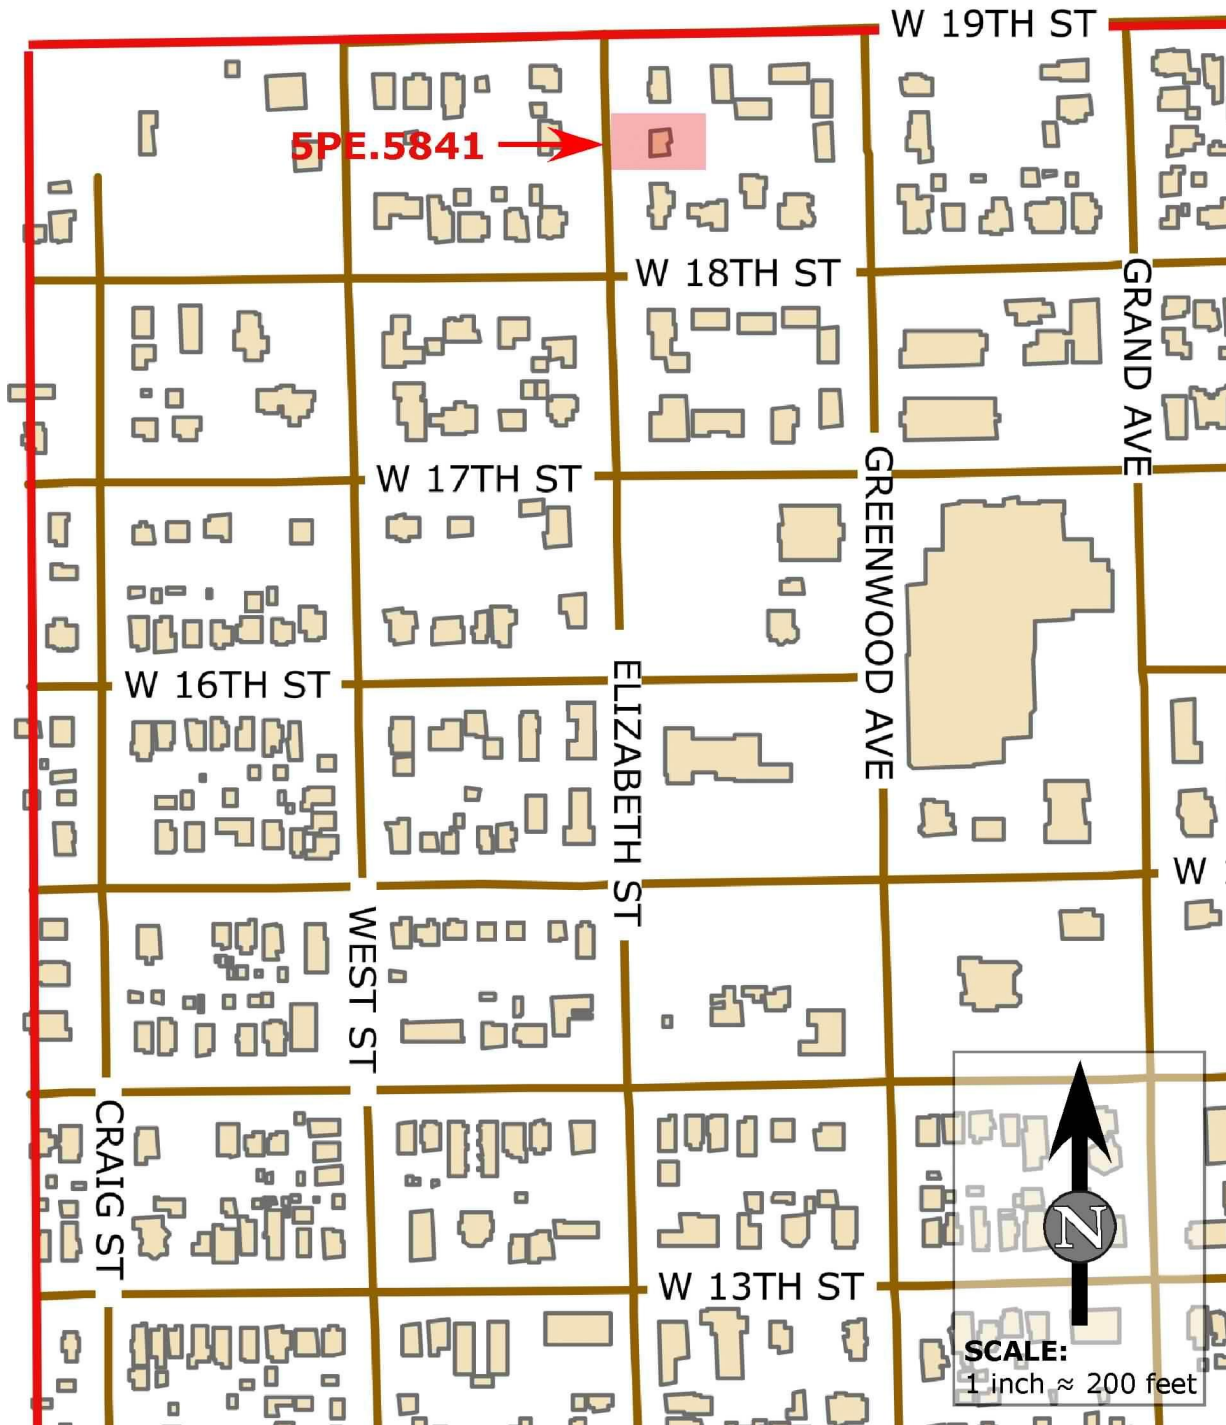 W 19TH ST
5PE.5841
W 18TH ST
GRAND AVE
W 17TH ST
GREENWOOD AVE
W 16TH ST
ELIZABETH ST
W
WEST ST
CRAIG ST
N
W 13TH ST
SCALE:
1 inch ≈ 200 feet